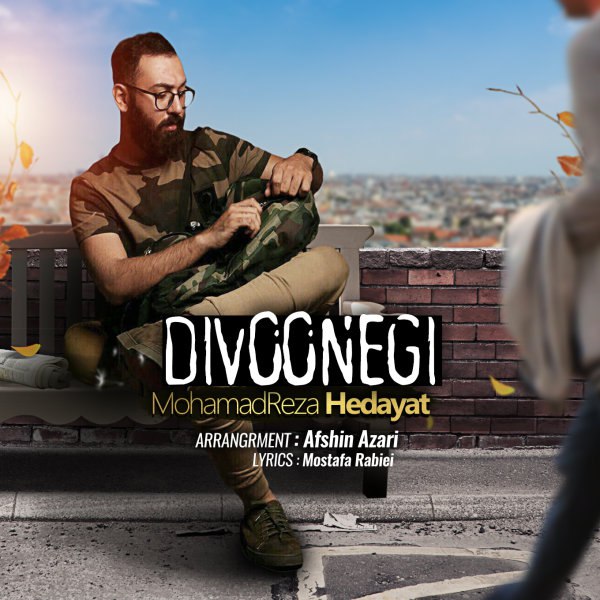 DIVOONEGI
MohamadReza Hedayat
ARRANGRMENT : Afshin Azari
LYRICS : Mostafa Rabiei